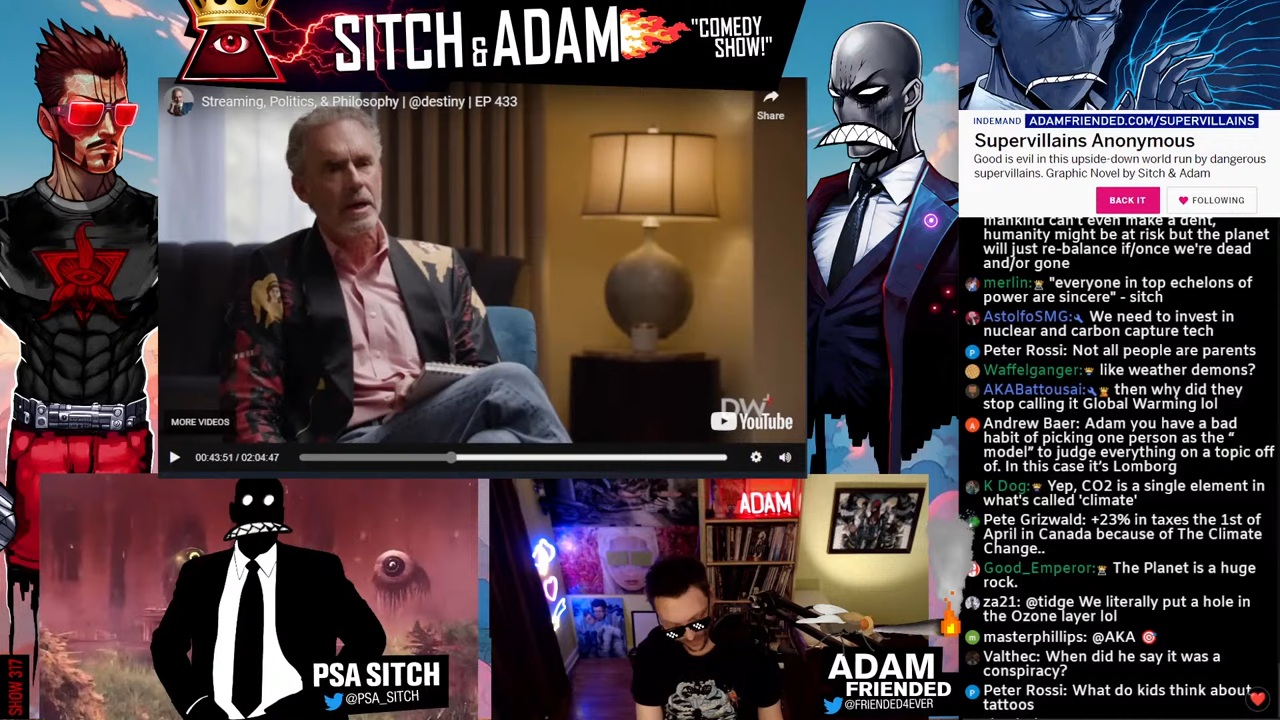 SITCH & ADAM
"COMEDY
SHOW!"
Streaming, Politics, & Philosophy | @destiny | EP 433
Share
MORE VIDEOS
DW+
YouTube
00:43:51 / 02:04:47
INDEMAND ADAMFRIENDED.COM/SUPERVILLAINS
Supervillains Anonymous
Good is evil in this upside-down world run by dangerous
supervillains. Graphic Novel by Sitch & Adam
BACK IT
FOLLOWING
mankind can't even make a dent,
humanity might be at risk but the planet
will just re-balance if/once we're dead
and/or gone
merlin: "everyone in top echelons of
power are sincere" - sitch
AstolfoSMG: We need to invest in
nuclear and carbon capture tech
Peter Rossi: Not all people are parents
Waffelganger: like weather demons?
AKABattousai: then why did they
stop calling it Global Warming lol
Andrew Baer: Adam you have a bad
habit of picking one person as the “
model” to judge everything on a topic off
of. In this case it’s Lomborg
K Dog: Yep, CO2 is a single element in
what's called 'climate'
Pete Grizwald: +23% in taxes the 1st of
April in Canada because of The Climate
Change..
Good_Emperor: The Planet is a huge
rock.
za21: @tidge We literally put a hole in
the Ozone layer lol
masterphillips: @AKA 🎯
Valthec: When did he say it was a
conspiracy?
Peter Rossi: What do kids think about
tattoos
SHOW 317
PSA SITCH
@PSA_SITCH
ADAM
ADAM
FRIENDED
@FRIENDED4EVER